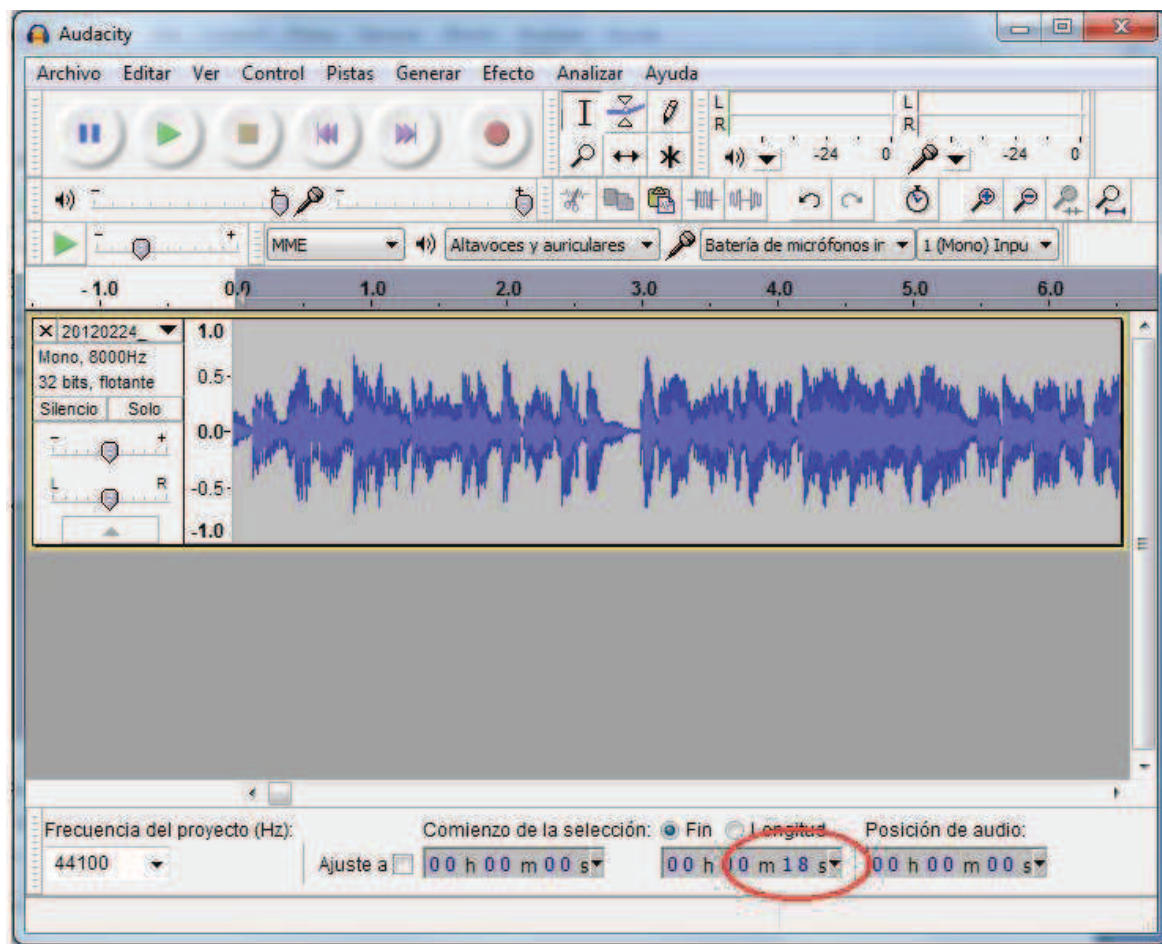 Audacity
Archivo Editar Ver Control Pistas Generar Efecto Analizar Ayuda
L
R
-24 0
L
R
-24 0
MME
Altavoces y auriculares
Batería de micrófonos ir
1 (Mono) Inpu
-1.0 0.0 1.0 2.0 3.0 4.0 5.0 6.0
20120224_
Mono, 8000Hz
32 bits, flotante
Silencio Solo
- +
L R
1.0
0.5-
0.0-
-0.5-
-1.0
Frecuencia del proyecto (Hz):
44100
Ajuste a
Comienzo de la selección:
00 h 00 m 00 s
Fin Longitud
00 h 00 m 18 s
Posición de audio:
00 h 00 m 00 s